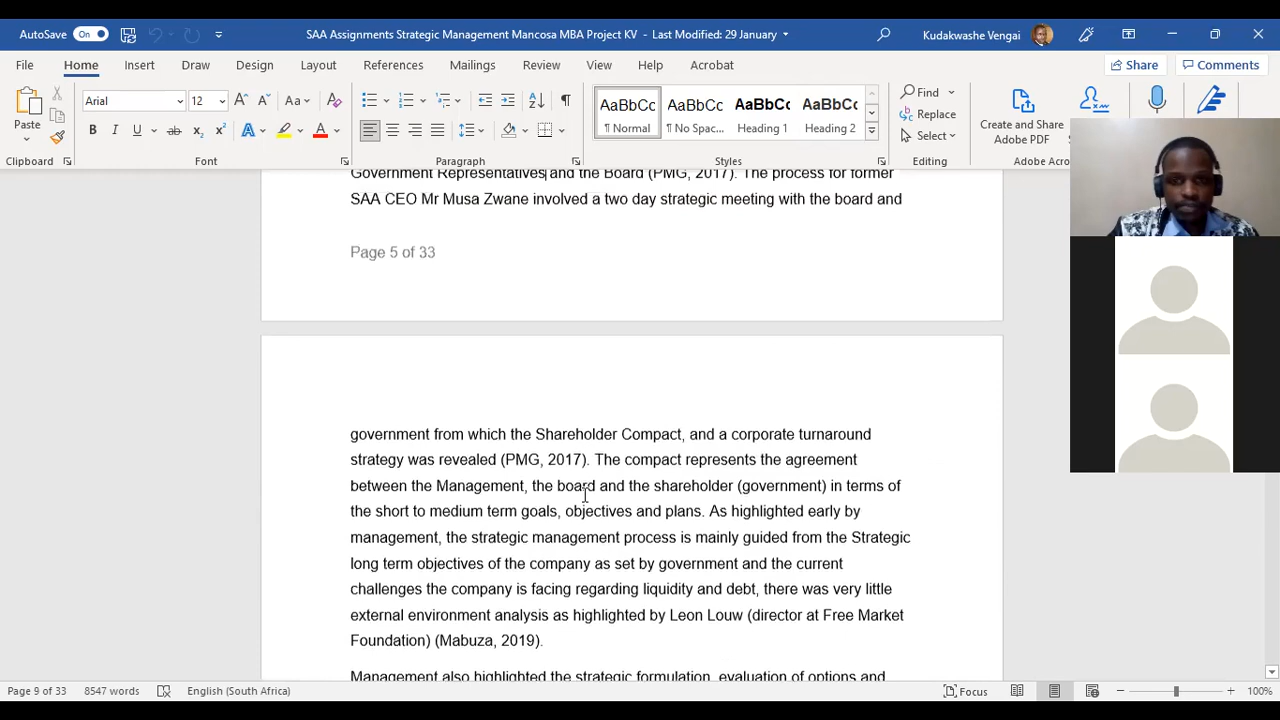 AutoSave On SAA Assignments Strategic Management Mancosa MBA Project KV - Last Modified: 29 January Kudakwashe Vengai
File Home Insert Draw Design Layout References Mailings Review View Help Acrobat Share Comments
Paste
Arial 12
AaBbCc AaBbCc AaBbCc AaBbCc
¶ Normal ¶ No Spac... Heading 1 Heading 2
Find
Replace
Select
Create and Share
Adobe PDF
Clipboard Font Paragraph Styles Editing Adobe Acro
Government Representatives and the Board (PMG, 2017). The process for former
SAA CEO Mr Musa Zwane involved a two day strategic meeting with the board and
Page 5 of 33
government from which the Shareholder Compact, and a corporate turnaround
strategy was revealed (PMG, 2017). The compact represents the agreement
between the Management, the board and the shareholder (government) in terms of
the short to medium term goals, objectives and plans. As highlighted early by
management, the strategic management process is mainly guided from the Strategic
long term objectives of the company as set by government and the current
challenges the company is facing regarding liquidity and debt, there was very little
external environment analysis as highlighted by Leon Louw (director at Free Market
Foundation) (Mabuza, 2019).
Management also highlighted the strategic formulation, evaluation of options and
Page 9 of 33 8547 words English (South Africa) Focus 100%